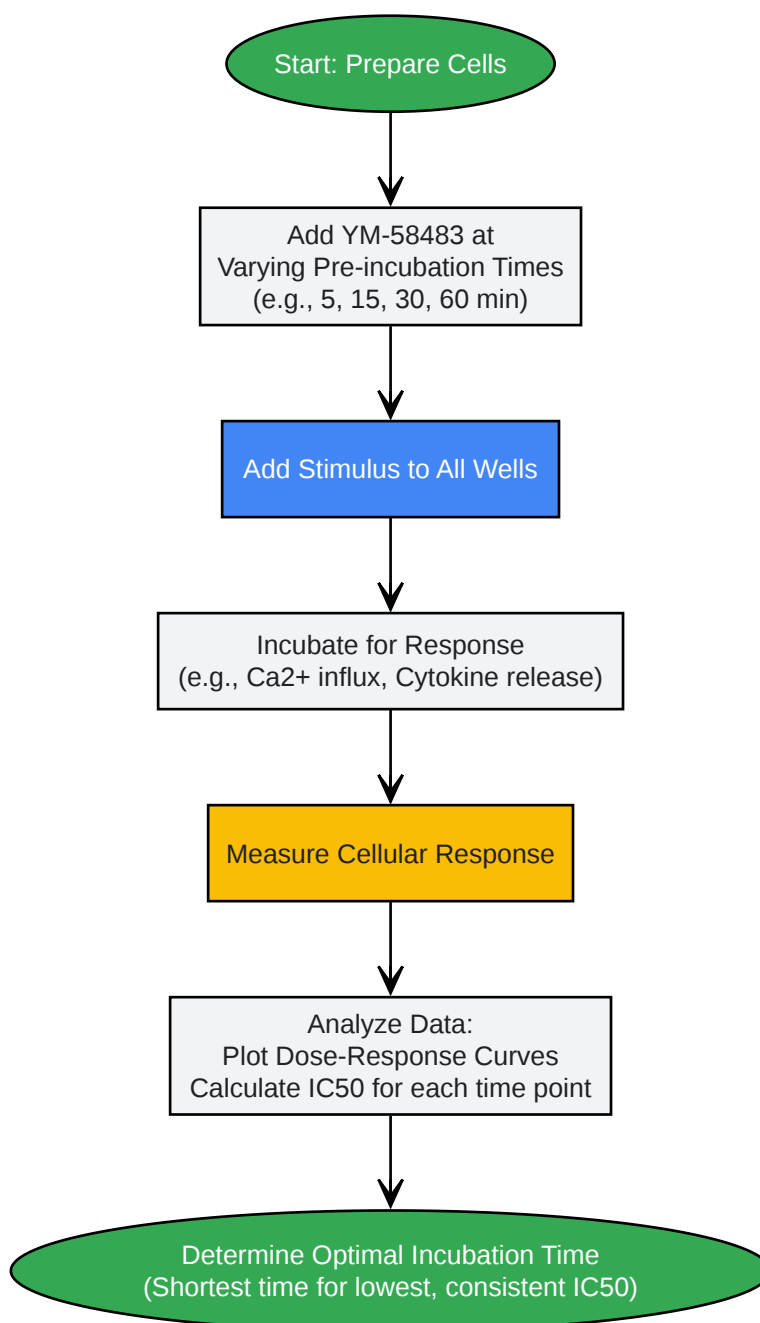 Start: Prepare Cells
Add YM-58483 at
Varying Pre-incubation Times
(e.g., 5, 15, 30, 60 min)
Add Stimulus to All Wells
Incubate for Response
(e.g., Ca2+ influx, Cytokine release)
Measure Cellular Response
Analyze Data:
Plot Dose-Response Curves
Calculate IC50 for each time point
Determine Optimal Incubation Time
(Shortest time for lowest, consistent IC50)